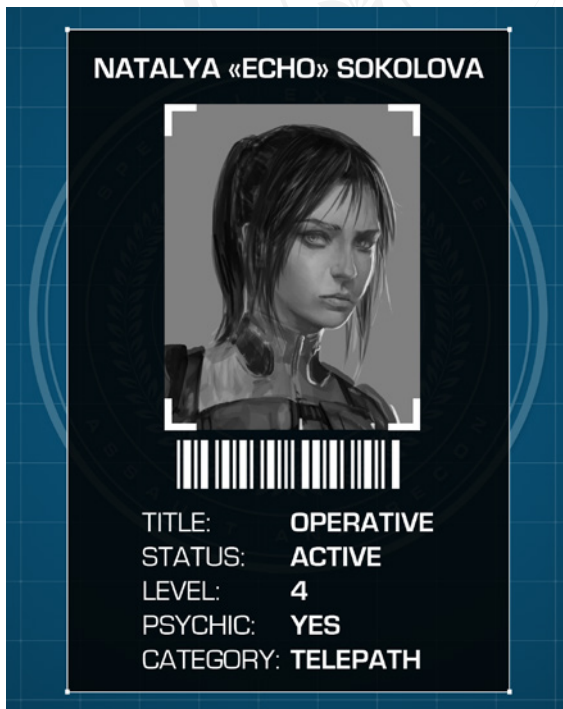 NATALYA «ECHO» SOKOLOVA
TITLE: OPERATIVE
STATUS: ACTIVE
LEVEL: 4
PSYCHIC: YES
CATEGORY: TELEPATH